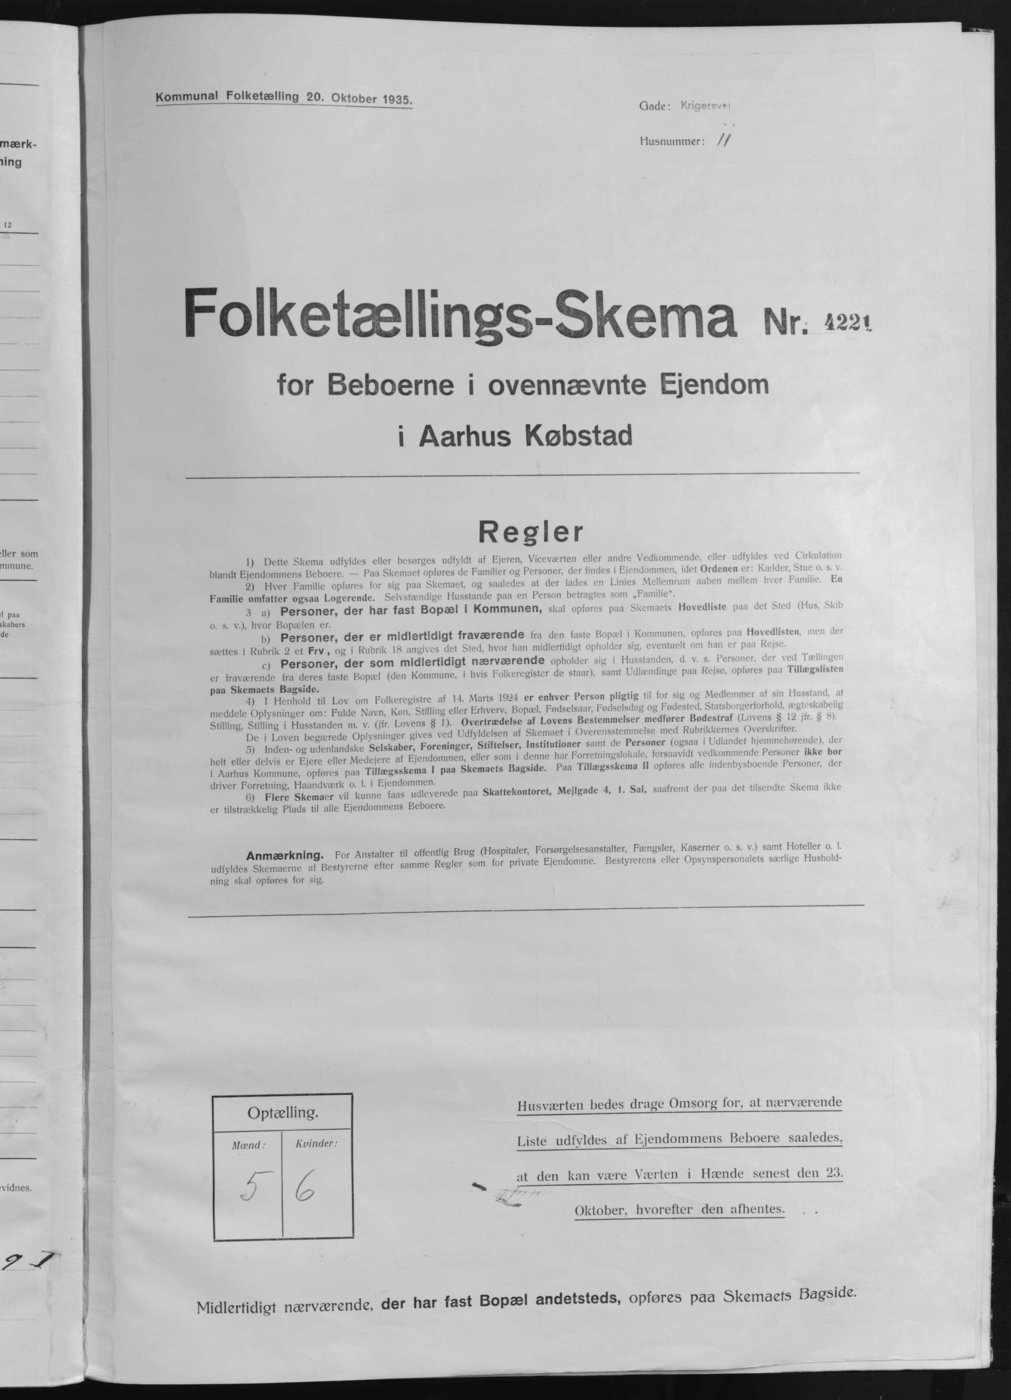 mærk-
ning
12
eller som
mmune.
el paa
skabers
de
vidnes.
9 I
Kommunal Folketælling 20. Oktober 1935.
Gade: Krigersvej
Husnummer: 11
Folketællings-Skema Nr. 4221
for Beboerne i ovennævnte Ejendom
i Aarhus Købstad
Regler
1) Dette Skema udfyldes eller besørges udfyldt af Ejeren, Viceværten eller andre Vedkommende, eller udfyldes ved Cirkulation
blandt Ejendommens Beboere. — Paa Skemaet opføres de Familier og Personer, der findes i Ejendommen, idet Ordenen er: Kælder, Stue o. s. v.
2) Hver Familie opføres for sig paa Skemaet, og saaledes at der lades en Linies Mellemrum aaben mellem hver Familie. En
Familie omfatter ogsaa Logerende. Selvstændige Husstande paa en Person betragtes som „Familie“.
3 a) Personer, der har fast Bopæl i Kommunen, skal opføres paa Skemaets Hovedliste paa det Sted (Hus, Skib
o. s. v.), hvor Bopælen er.
b) Personer, der er midlertidigt fraværende fra den faste Bopæl i Kommunen, opføres paa Hovedlisten, men der
sættes i Rubrik 2 et Frv., og i Rubrik 18 angives det Sted, hvor han midlertidigt opholder sig, eventuelt om han er paa Rejse.
c) Personer, der som midlertidigt nærværende opholder sig i Husstanden, d. v. s. Personer, der ved Tællingen
er fraværende fra deres faste Bopæl (den Kommune, i hvis Folkeregister de staar), samt Udlændinge paa Rejse, opføres paa Tillægslisten
paa Skemaets Bagside.
4) I Henhold til Lov om Folkeregistre af 14. Marts 1924 er enhver Person pligtig til for sig og Medlemmer af sin Husstand, at
meddele Oplysninger om: Fulde Navn, Køn, Stilling eller Erhverv, Bopæl, Fødselsaar, Fødselsdag og Fødested, Statsborgerforhold, ægteskabelig
Stilling, Stilling i Husstanden m. v. (jfr. Lovens § 1). Overtrædelse af Lovens Bestemmelser medfører Bødestraf (Lovens § 12 jfr. § 8).
De i Loven begærede Oplysninger gives ved Udfyldelsen af Skemaet i Overensstemmelse med Rubrikkernes Overskrifter.
5) Inden- og udenlandske Selskaber, Foreninger, Stiftelser, Institutioner samt de Personer (ogsaa i Udlandet hjemmehørende), der
helt eller delvis er Ejere eller Medejere af Ejendommen, eller som i denne har Forretningslokale, forsaavidt vedkommende Personer ikke bor
i Aarhus Kommune, opføres paa Tillægsskema I paa Skemaets Bagside. Paa Tillægsskema II opføres alle indenbysboende Personer, der
driver Forretning, Haandværk o. l. i Ejendommen.
6) Flere Skemaer vil kunne faas udleverede paa Skattekontoret, Mejlgade 4, 1. Sal, saafremt der paa det tilsendte Skema ikke
er tilstrækkelig Plads til alle Ejendommens Beboere.
Anmærkning. For Anstalter til offentlig Brug (Hospitaler, Forsørgelsesanstalter, Fængsler, Kaserner o. s. v.) samt Hoteller o. l.
udfyldes Skemaerne af Bestyrerne efter samme Regler som for private Ejendomme. Bestyrerens eller Opsynspersonalets særlige Hushold-
ning skal opføres for sig.
Optælling.
Mænd: Kvinder:
5 6
Husværten bedes drage Omsorg for, at nærværende
Liste udfyldes af Ejendommens Beboere saaledes,
at den kan være Værten i Hænde senest den 23.
Oktober, hvorefter den afhentes.
Midlertidigt nærværende, der har fast Bopæl andetsteds, opføres paa Skemaets Bagside.